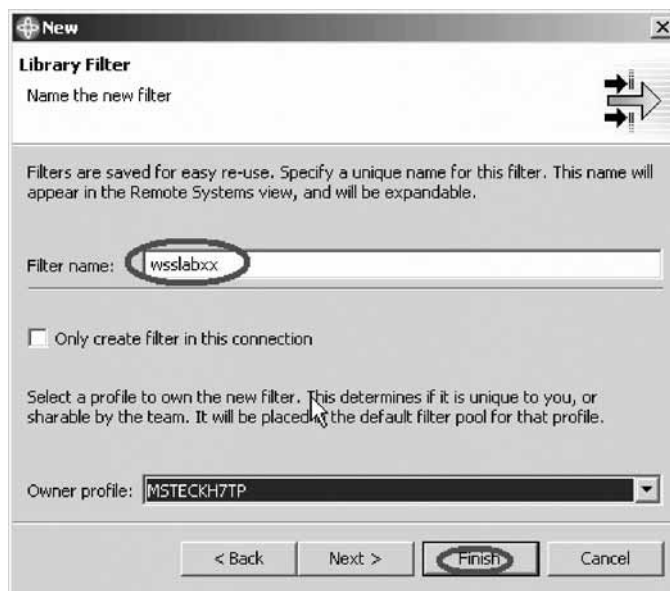 New
Library Filter
Name the new filter
Filters are saved for easy re-use. Specify a unique name for this filter. This name will
appear in the Remote Systems view, and will be expandable.
Filter name: wsslabxx
Only create filter in this connection
Select a profile to own the new filter. This determines if it is unique to you, or
sharable by the team. It will be placed in the default filter pool for that profile.
Owner profile: MSTECKH7TP
< Back Next > Finish Cancel